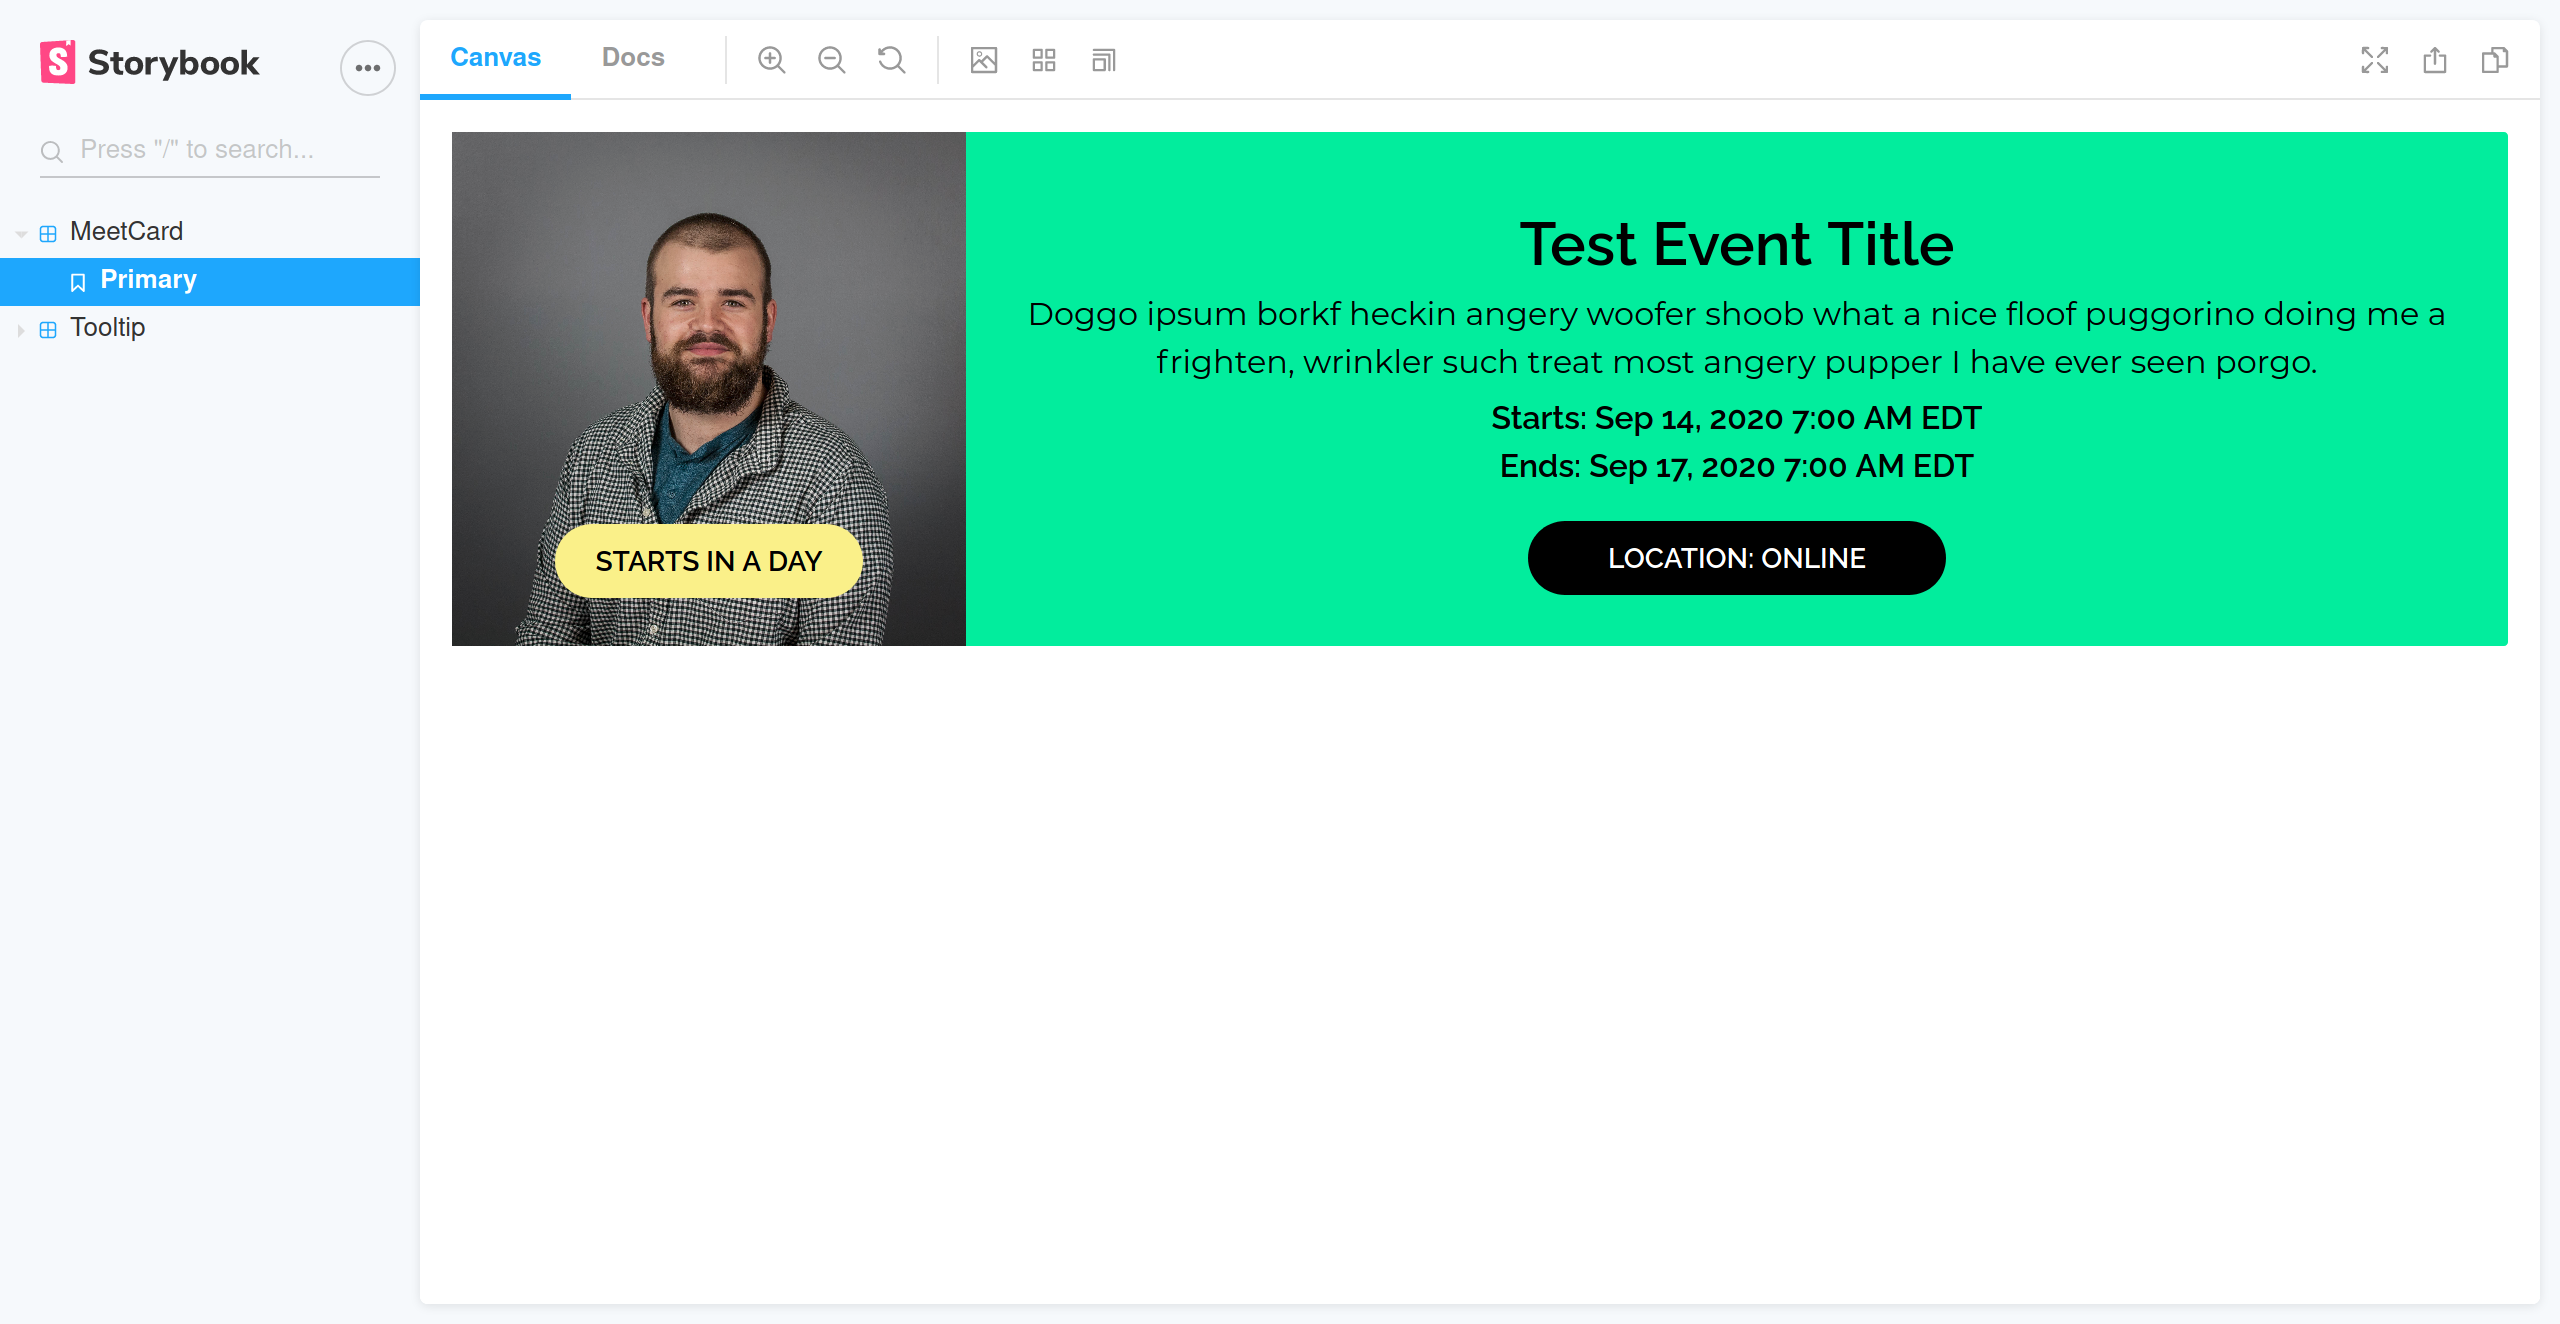 Storybook
Press "/" to search...
MeetCard
Primary
Tooltip
Canvas
Docs
Test Event Title
Doggo ipsum borkf heckin angery woofer shoob what a nice floof puggorino doing me a
frighten, wrinkler such treat most angery pupper I have ever seen porgo.
Starts: Sep 14, 2020 7:00 AM EDT
Ends: Sep 17, 2020 7:00 AM EDT
STARTS IN A DAY
LOCATION: ONLINE